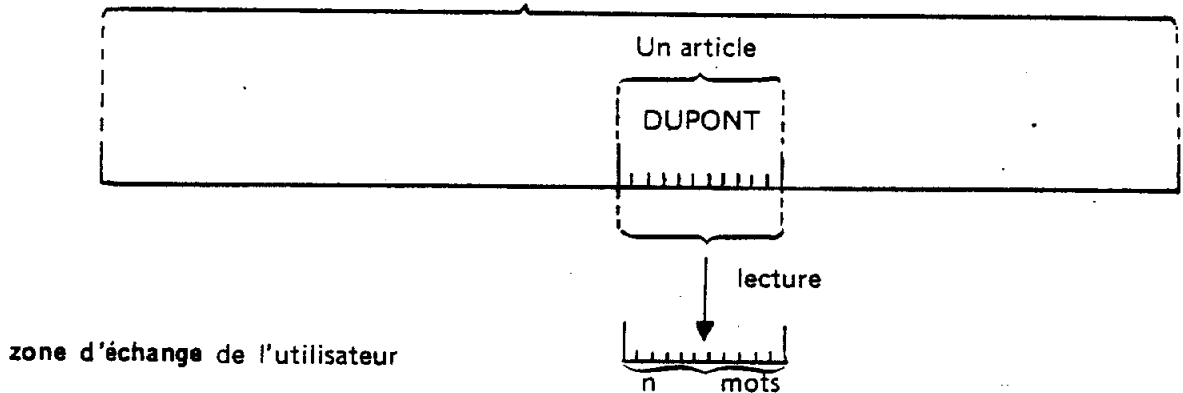 Un article
DUPONT
lecture
zone d'échange de l'utilisateur
n mots